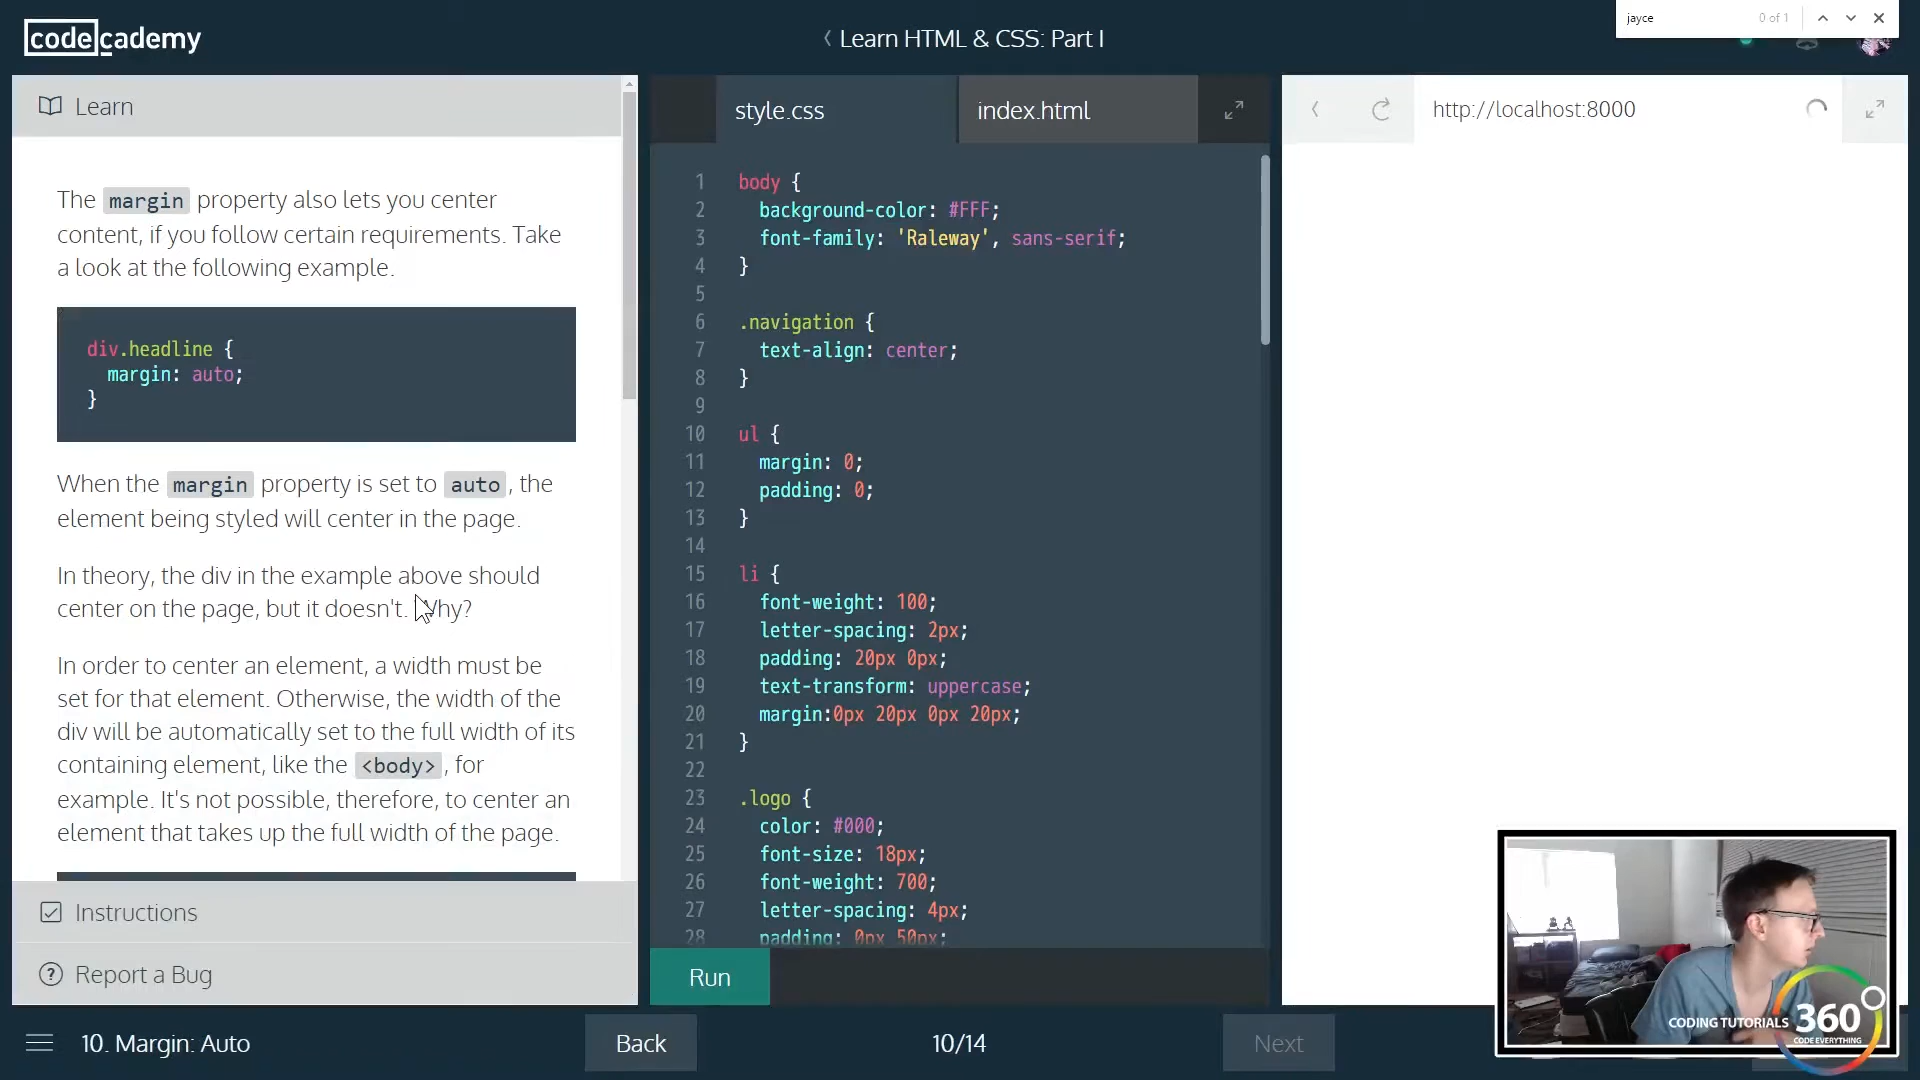 codecademy
Learn HTML & CSS: Part I
jayce 0 of 1
Learn
The margin property also lets you center
content, if you follow certain requirements. Take
a look at the following example.
div.headline {
margin: auto;
}
When the margin property is set to auto, the
element being styled will center in the page.
In theory, the div in the example above should
center on the page, but it doesn't. Why?
In order to center an element, a width must be
set for that element. Otherwise, the width of the
div will be automatically set to the full width of its
containing element, like the <body>, for
example. It's not possible, therefore, to center an
element that takes up the full width of the page.
Instructions
Report a Bug
style.css index.html
1 body {
2 background-color: #FFF;
3 font-family: 'Raleway', sans-serif;
4 }
5
6 .navigation {
7 text-align: center;
8 }
9
10 ul {
11 margin: 0;
12 padding: 0;
13 }
14
15 li {
16 font-weight: 100;
17 letter-spacing: 2px;
18 padding: 20px 0px;
19 text-transform: uppercase;
20 margin:0px 20px 0px 20px;
21 }
22
23 .logo {
24 color: #000;
25 font-size: 18px;
26 font-weight: 700;
27 letter-spacing: 4px;
28 padding: 0px 50px;
Run
http://localhost:8000
CODING TUTORIALS 360
CODE EVERYTHING
10. Margin: Auto
Back
10/14
Next